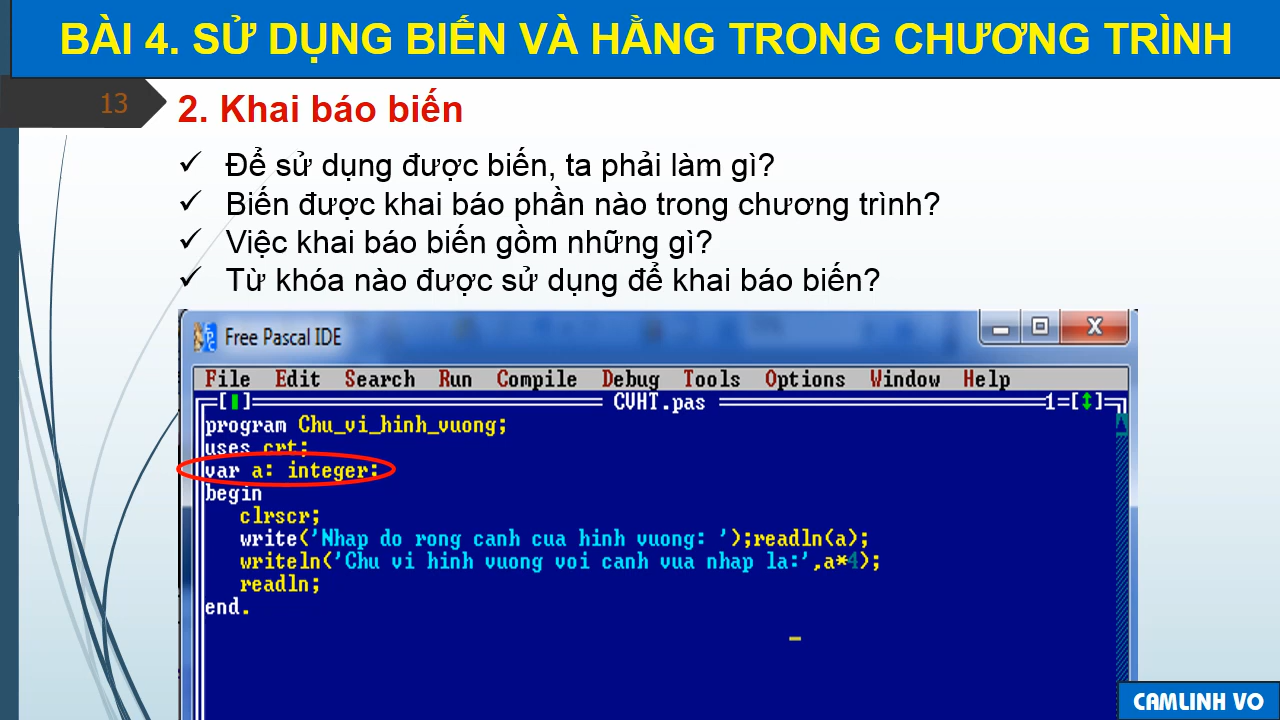 BÀI 4. SỬ DỤNG BIẾN VÀ HẰNG TRONG CHƯƠNG TRÌNH
13
2. Khai báo biến
✓ Để sử dụng được biến, ta phải làm gì?
✓ Biến được khai báo phần nào trong chương trình?
✓ Việc khai báo biến gồm những gì?
✓ Từ khóa nào được sử dụng để khai báo biến?
Free Pascal IDE
File Edit Search Run Compile Debug Tools Options Window Help
CVHT.pas 1
program Chu_vi_hinh_vuong;
uses crt;
var a: integer;
begin
clrscr;
write('Nhap do rong canh cua hinh vuong: ');readln(a);
writeln('Chu vi hinh vuong voi canh vua nhap la:',a*4);
readln;
end.
CAMLINH VO